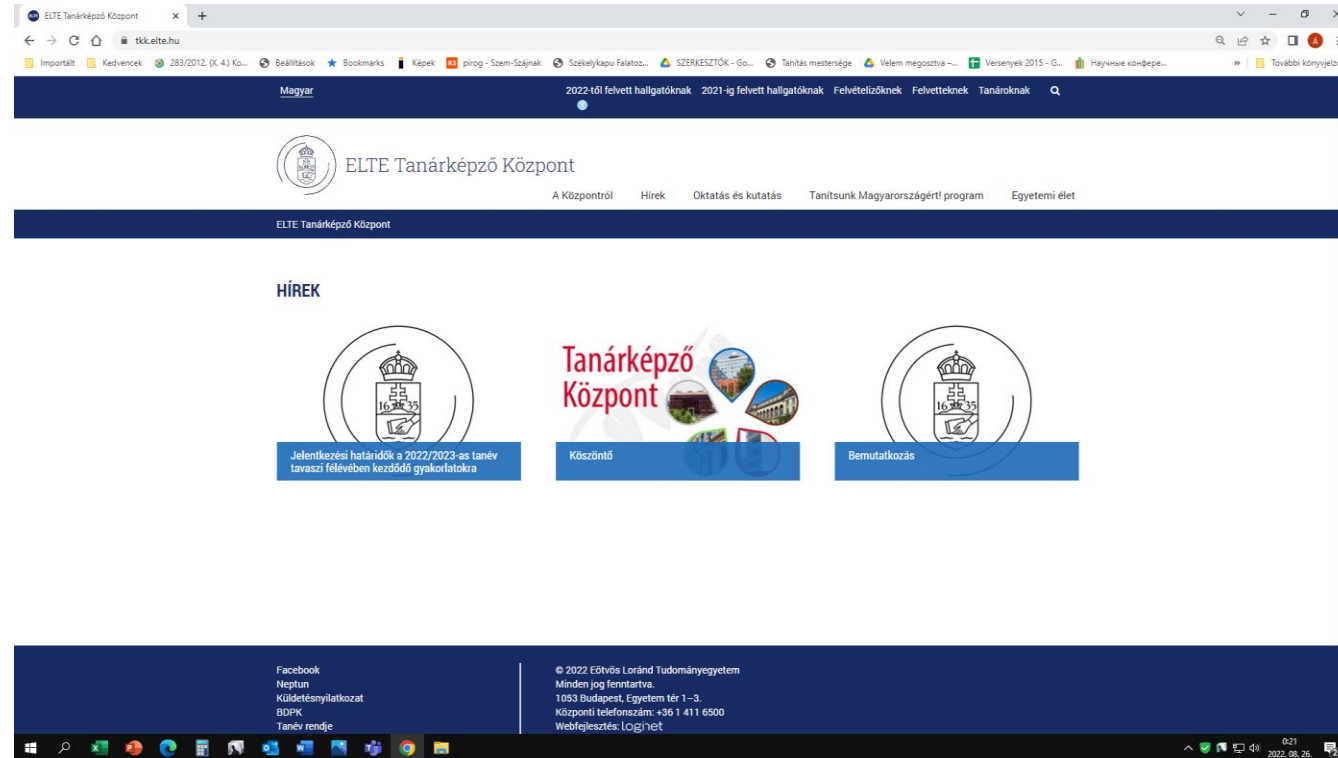 ELTE Tanárképző Központ
tkk.elte.hu
Importált Kedvencek 283/2012. (X. 4.) Ko... Beállítások Bookmarks Képek pirog - Szem-Szájnak Székelykapu Falatoz... SZERKESZTŐK - Go... Tanítás mestersége Velem megosztva –... Versenyek 2015 - G... Научные конфере... » További könyvjelz
Magyar
2022-től felvett hallgatóknak 2021-ig felvett hallgatóknak Felvételizőknek Felvetteknek Tanároknak
ELTE Tanárképző Központ
A Központról Hírek Oktatás és kutatás Tanítsunk Magyarországért! program Egyetemi élet
ELTE Tanárképző Központ
HÍREK
16 35
Jelentkezési határidők a 2022/2023-as tanév
tavaszi félévében kezdődő gyakorlatokra
Tanárképző
Központ
Köszöntő
16 35
Bemutatkozás
Facebook
Neptun
Küldetésnyilatkozat
BDPK
Tanév rendje
© 2022 Eötvös Loránd Tudományegyetem
Minden jog fenntartva.
1053 Budapest, Egyetem tér 1–3.
Központi telefonszám: +36 1 411 6500
Webfejlesztés: Loginet
0:21
2022. 08. 26.